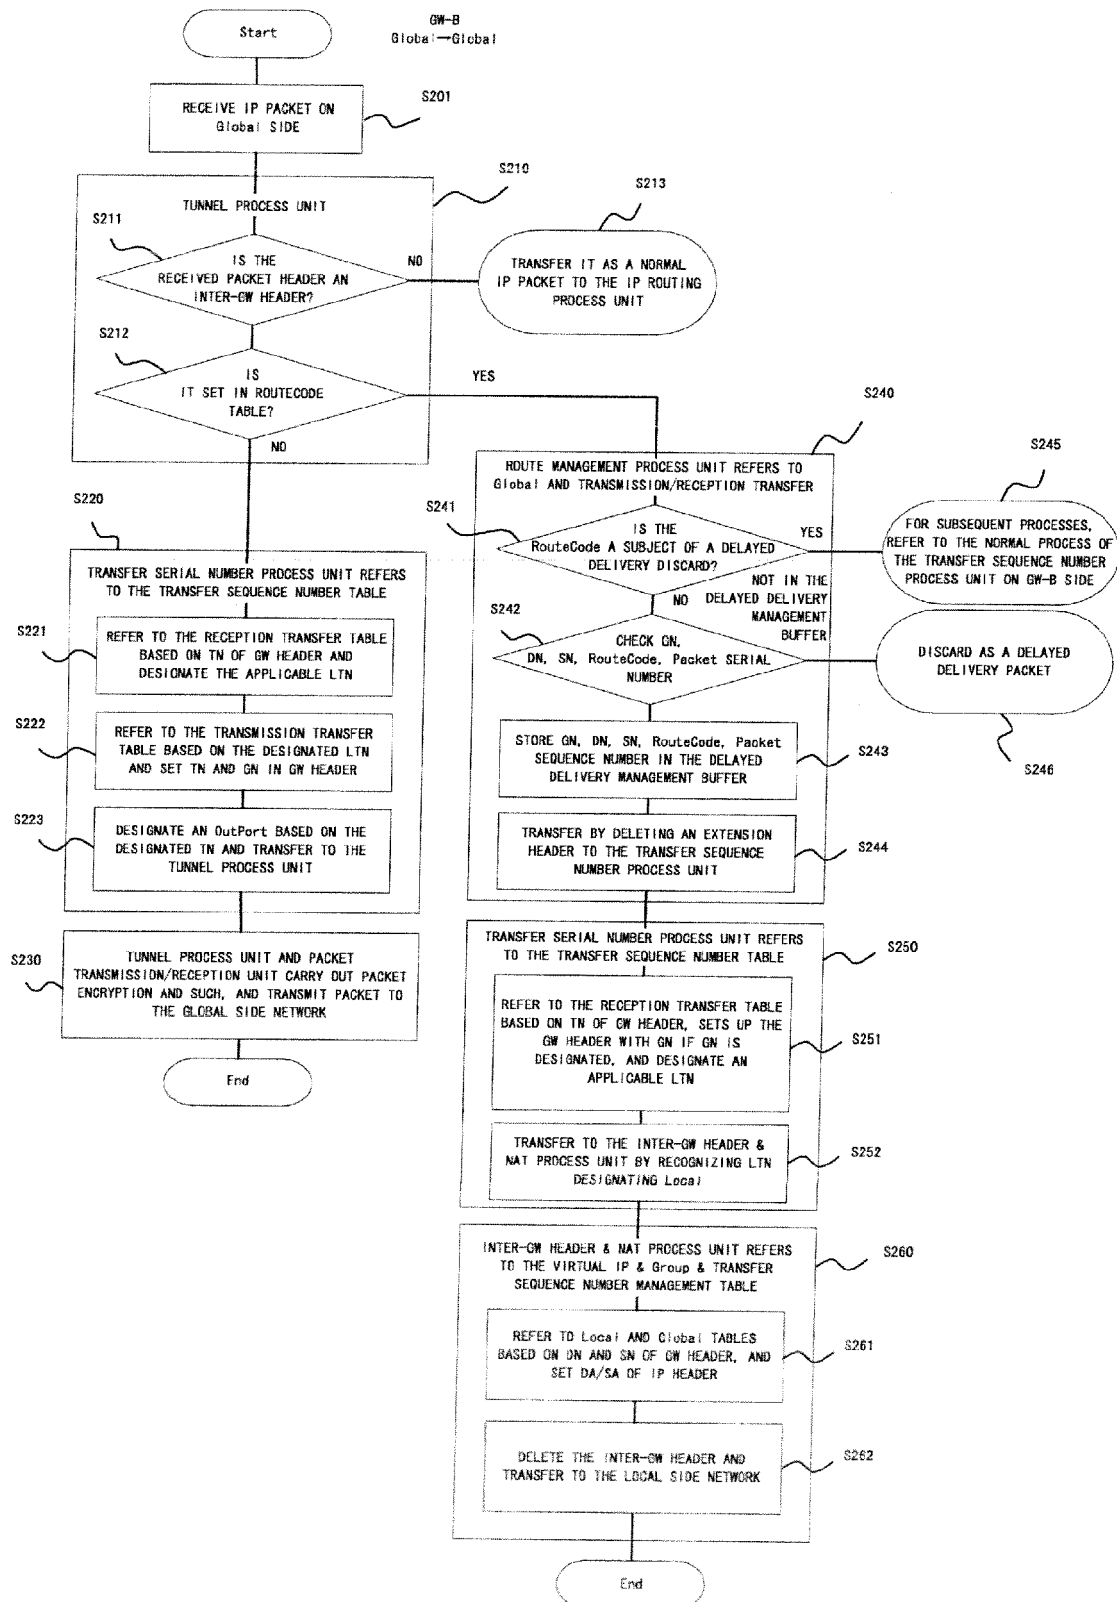 GW-B
Global→Global
Start
RECEIVE IP PACKET ON
Global SIDE
S201
S210
TUNNEL PROCESS UNIT
S211
IS THE
RECEIVED PACKET HEADER AN
INTER-GW HEADER?
NO
S213
TRANSFER IT AS A NORMAL
IP PACKET TO THE IP ROUTING
PROCESS UNIT
S212
IS
IT SET IN ROUTECODE
TABLE?
YES
NO
S220
TRANSFER SERIAL NUMBER PROCESS UNIT REFERS
TO THE TRANSFER SEQUENCE NUMBER TABLE
S221
REFER TO THE RECEPTION TRANSFER TABLE
BASED ON TN OF GW HEADER AND
DESIGNATE THE APPLICABLE LTN
S222
REFER TO THE TRANSMISSION TRANSFER
TABLE BASED ON THE DESIGNATED LTN
AND SET TN AND GN IN GW HEADER
S223
DESIGNATE AN OutPort BASED ON THE
DESIGNATED TN AND TRANSFER TO THE
TUNNEL PROCESS UNIT
S230
TUNNEL PROCESS UNIT AND PACKET
TRANSMISSION/RECEPTION UNIT CARRY OUT PACKET
ENCRYPTION AND SUCH, AND TRANSMIT PACKET TO
THE GLOBAL SIDE NETWORK
End
S240
ROUTE MANAGEMENT PROCESS UNIT REFERS TO
Global AND TRANSMISSION/RECEPTION TRANSFER
S241
IS THE
RouteCode A SUBJECT OF A DELAYED
DELIVERY DISCARD?
YES
S245
FOR SUBSEQUENT PROCESSES,
REFER TO THE NORMAL PROCESS OF
THE TRANSFER SEQUENCE NUMBER
PROCESS UNIT ON GW-B SIDE
NO
NOT IN THE
DELAYED DELIVERY
MANAGEMENT
BUFFER
S242
CHECK GN,
DN, SN, RouteCode, Packet SERIAL
NUMBER
DISCARD AS A DELAYED
DELIVERY PACKET
S246
STORE GN, DN, SN, RouteCode, Packet
SEQUENCE NUMBER IN THE DELAYED
DELIVERY MANAGEMENT BUFFER
S243
TRANSFER BY DELETING AN EXTENSION
HEADER TO THE TRANSFER SEQUENCE
NUMBER PROCESS UNIT
S244
TRANSFER SERIAL NUMBER PROCESS UNIT REFERS
TO THE TRANSFER SEQUENCE NUMBER TABLE
S250
REFER TO THE RECEPTION TRANSFER TABLE
BASED ON TN OF GW HEADER, SETS UP THE
GW HEADER WITH GN IF GN IS
DESIGNATED, AND DESIGNATE AN
APPLICABLE LTN
S251
TRANSFER TO THE INTER-GW HEADER &
NAT PROCESS UNIT BY RECOGNIZING LTN
DESIGNATING Local
S252
INTER-GW HEADER & NAT PROCESS UNIT REFERS
TO THE VIRTUAL IP & Group & TRANSFER
SEQUENCE NUMBER MANAGEMENT TABLE
S260
REFER TO Local AND Global TABLES
BASED ON DN AND SN OF GW HEADER, AND
SET DA/SA OF IP HEADER
S261
DELETE THE INTER-GW HEADER AND
TRANSFER TO THE LOCAL SIDE NETWORK
S262
End